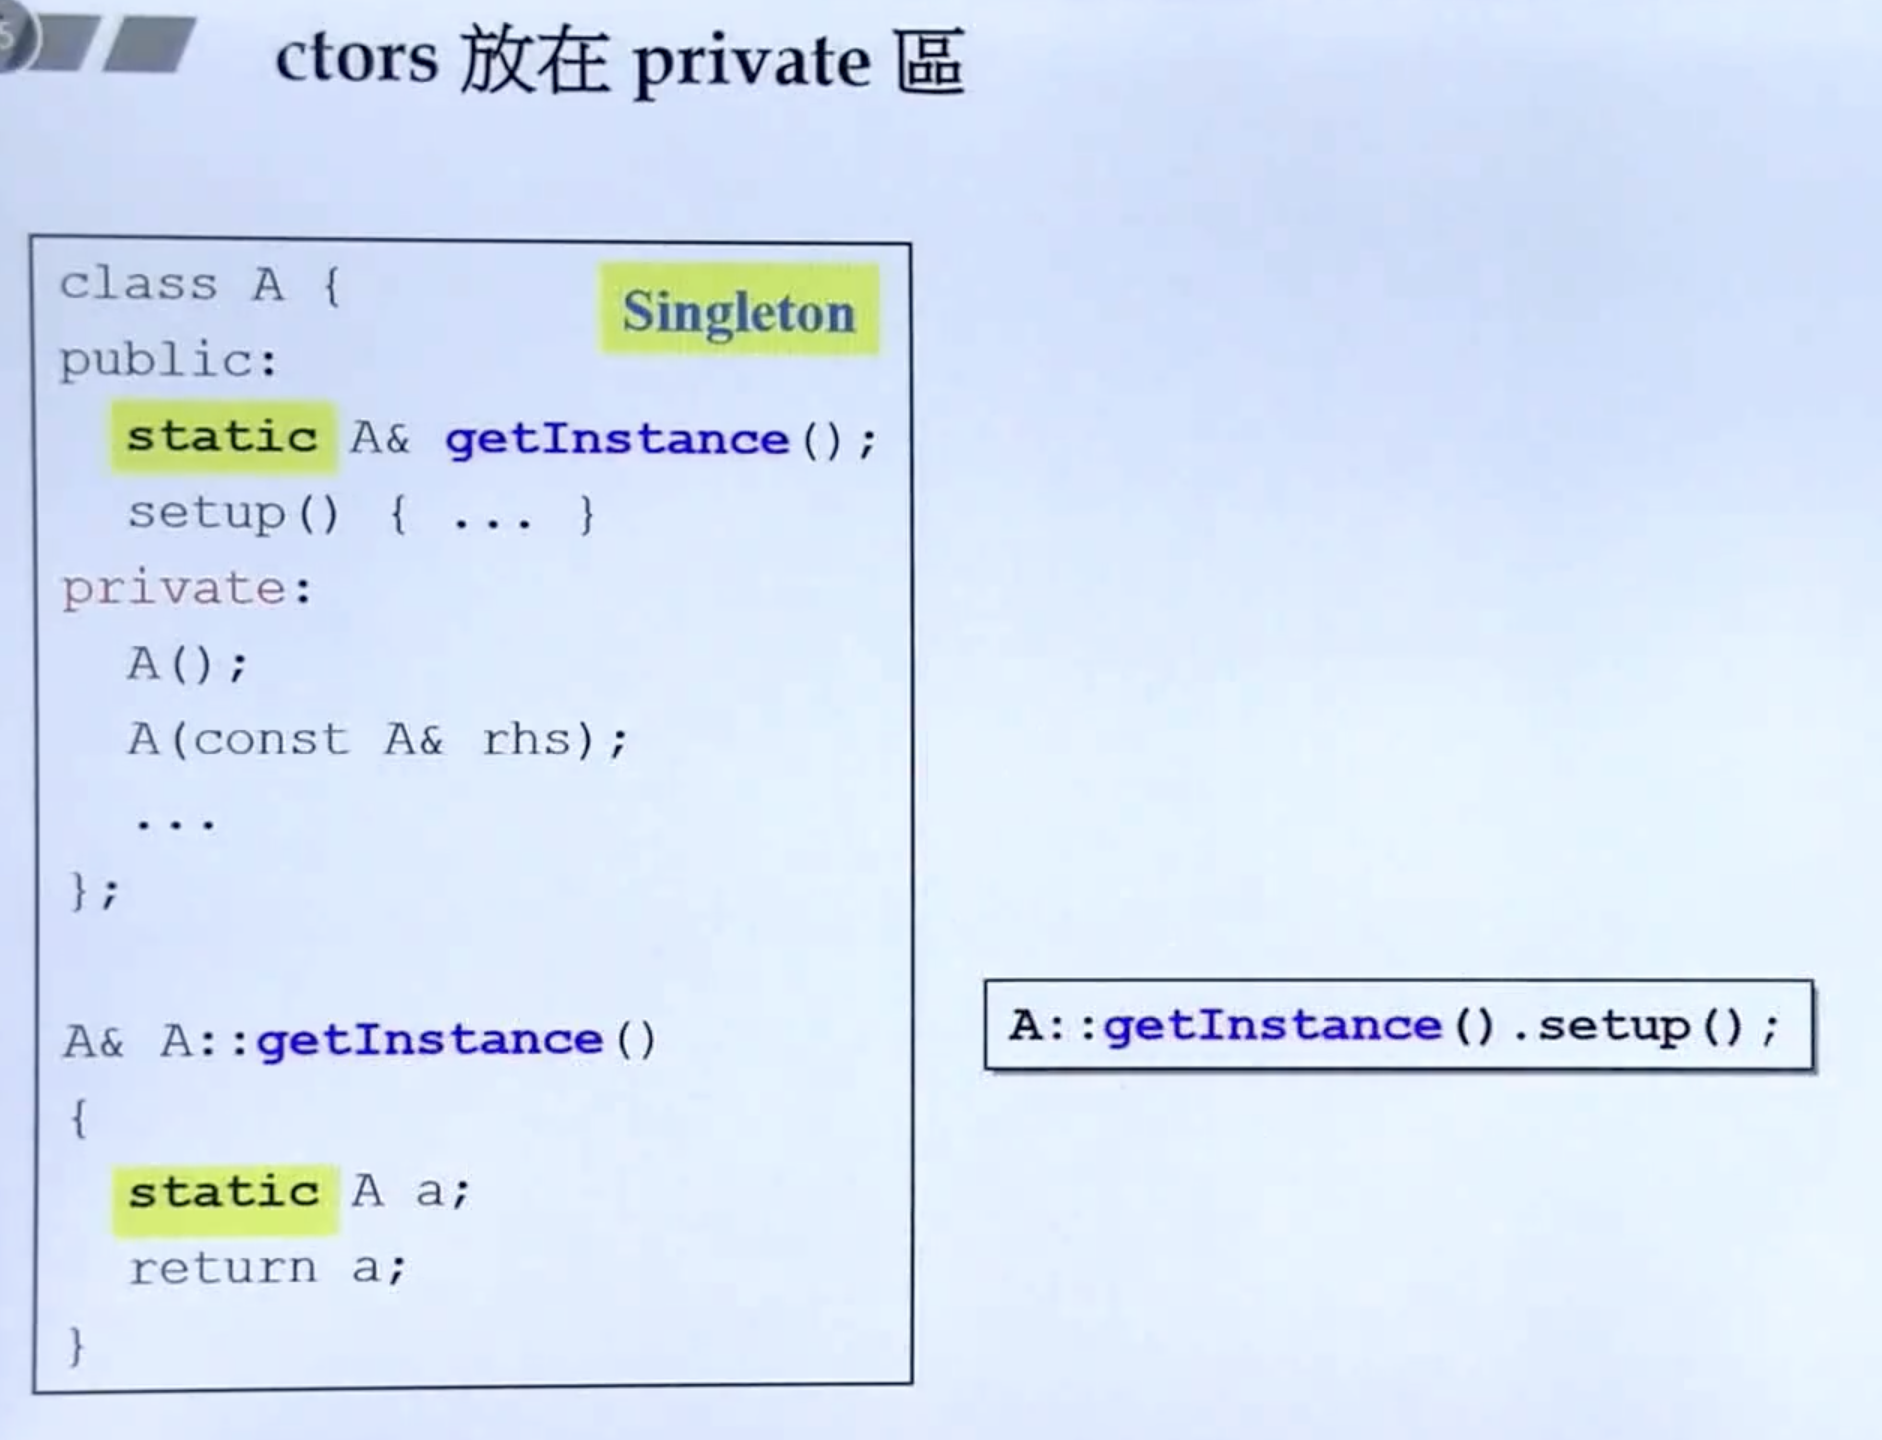 5
ctors 放在 private 區
class A {
Singleton
public:
static A& getInstance();
setup() { ... }
private:
A();
A(const A& rhs);
...
};
A& A::getInstance()
{
static A a;
return a;
}
A::getInstance().setup();